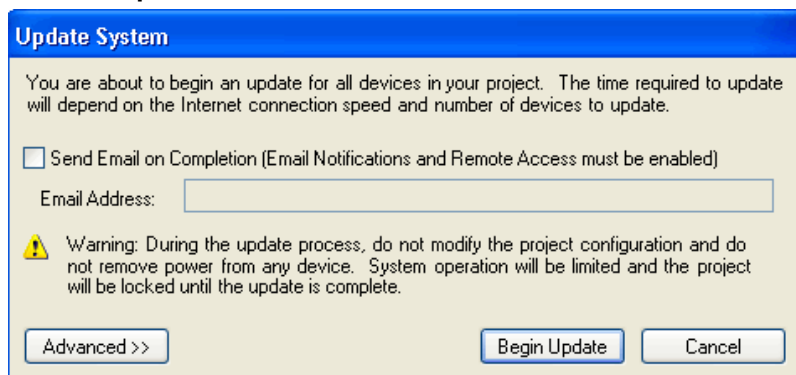 Update System
You are about to begin an update for all devices in your project. The time required to update
will depend on the Internet connection speed and number of devices to update.
Send Email on Completion (Email Notifications and Remote Access must be enabled)
Email Address:
Warning: During the update process, do not modify the project configuration and do
not remove power from any device. System operation will be limited and the project
will be locked until the update is complete.
Advanced >> Begin Update Cancel